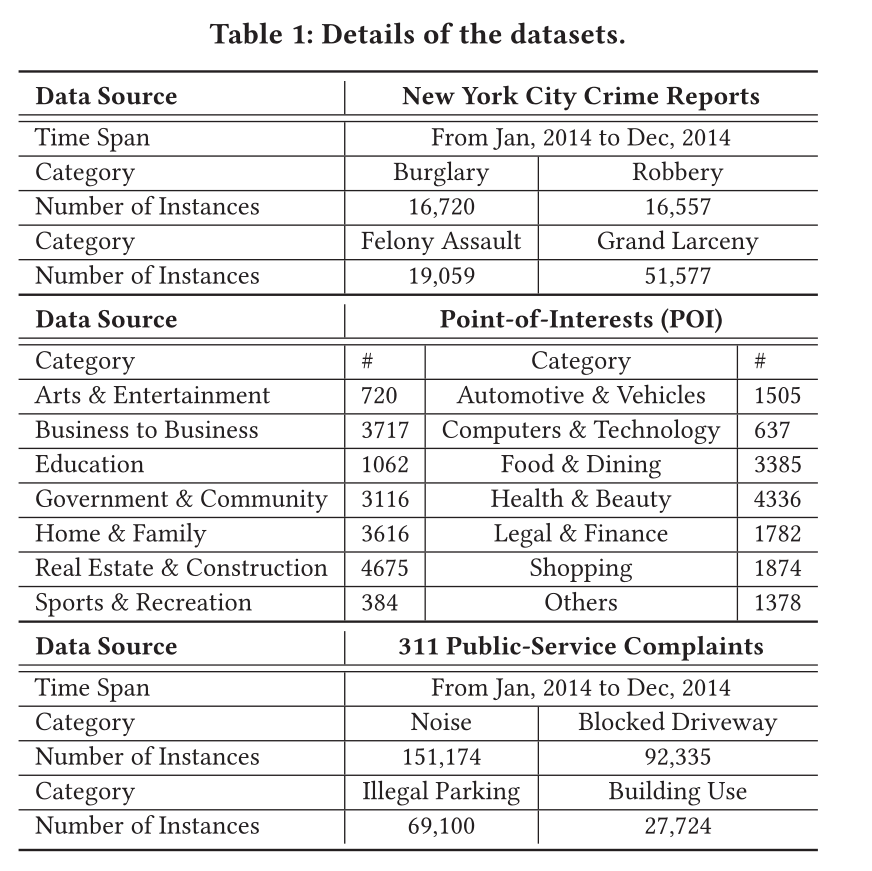 Table 1: Details of the datasets.
Data Source New York City Crime Reports
Time Span From Jan, 2014 to Dec, 2014
Category Burglary Robbery
Number of Instances 16,720 16,557
Category Felony Assault Grand Larceny
Number of Instances 19,059 51,577
Data Source Point-of-Interests (POI)
Category # Category #
Arts & Entertainment 720 Automotive & Vehicles 1505
Business to Business 3717 Computers & Technology 637
Education 1062 Food & Dining 3385
Government & Community 3116 Health & Beauty 4336
Home & Family 3616 Legal & Finance 1782
Real Estate & Construction 4675 Shopping 1874
Sports & Recreation 384 Others 1378
Data Source 311 Public-Service Complaints
Time Span From Jan, 2014 to Dec, 2014
Category Noise Blocked Driveway
Number of Instances 151,174 92,335
Category Illegal Parking Building Use
Number of Instances 69,100 27,724